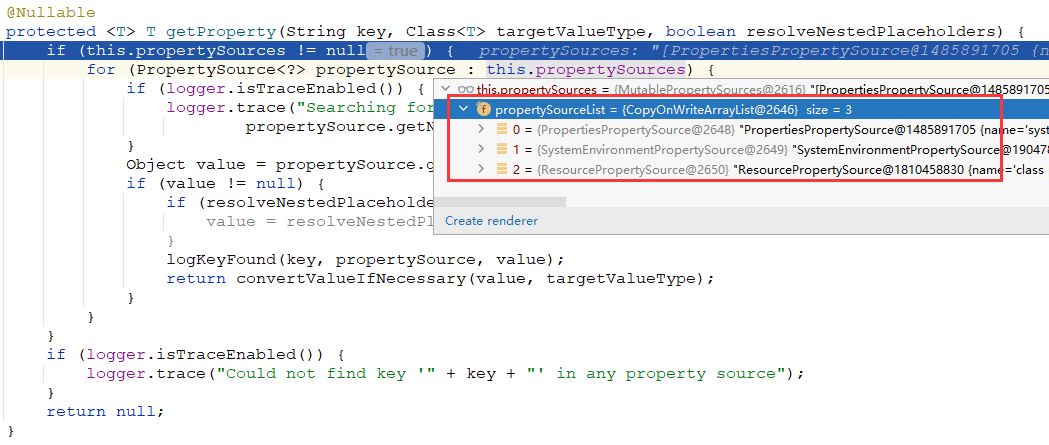 @Nullable
protected <T> T getProperty(String key, Class<T> targetValueType, boolean resolveNestedPlaceholders) {
if (this.propertySources != null = true ) { propertySources: "[PropertiesPropertySource@1485891705 {n
for (PropertySource<?> propertySource : this.propertySources) {
if (logger.isTraceEnabled()) {
this.propertySources = {MutablePropertySources@2616} "[PropertiesPropertySource@1485891705
logger.trace("Searching for
propertySourceList = {CopyOnWriteArrayList@2646} size = 3
propertySource.getN
0 = {PropertiesPropertySource@2648} "PropertiesPropertySource@1485891705 {name='syst
}
1 = {SystemEnvironmentPropertySource@2649} "SystemEnvironmentPropertySource@190478
Object value = propertySource.g
2 = {ResourcePropertySource@2650} "ResourcePropertySource@1810458830 {name='class
if (value != null) {
if (resolveNestedPlaceholde
value = resolveNestedPl
Create renderer
}
logKeyFound(key, propertySource, value);
return convertValueIfNecessary(value, targetValueType);
}
}
}
if (logger.isTraceEnabled()) {
logger.trace("Could not find key '" + key + "' in any property source");
}
return null;
}